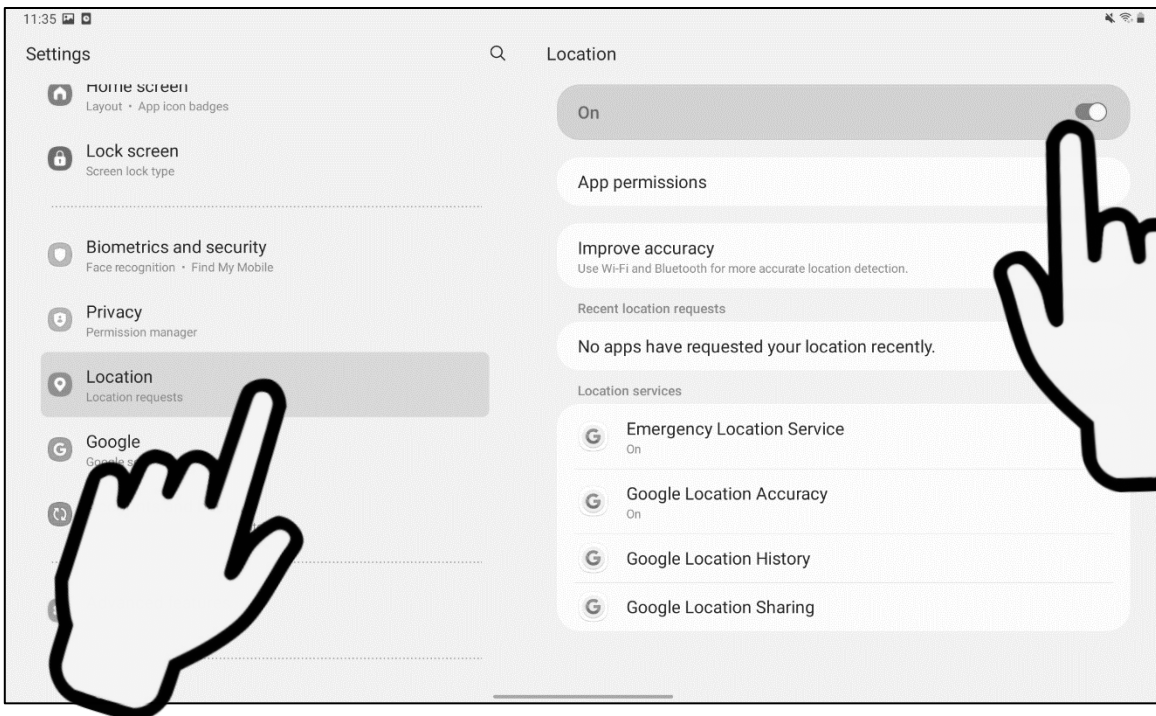 11:35
Settings
Home screen
Layout • App icon badges
Lock screen
Screen lock type
Biometrics and security
Face recognition • Find My Mobile
Privacy
Permission manager
Location
Location requests
Google
Google
Location
On
App permissions
Improve accuracy
Use Wi-Fi and Bluetooth for more accurate location detection.
Recent location requests
No apps have requested your location recently.
Location services
G Emergency Location Service
On
G Google Location Accuracy
On
G Google Location History
G Google Location Sharing